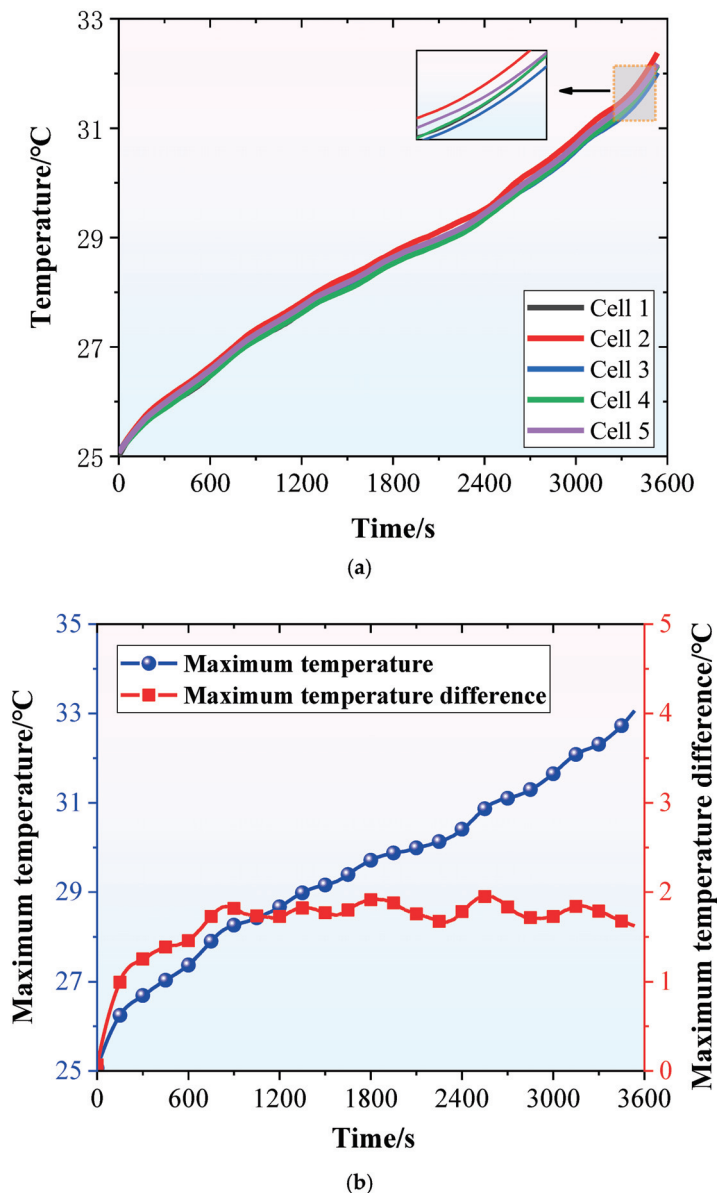 33
31
29
27
25
Temperature/°C
Cell 1
Cell 2
Cell 3
Cell 4
Cell 5
0 600 1200 1800 2400 3000 3600
Time/s
(a)
35
33
31
29
27
25
Maximum temperature/°C
Maximum temperature
Maximum temperature difference
5
4
3
2
1
0
Maximum temperature difference/°C
0 600 1200 1800 2400 3000 3600
Time/s
(b)